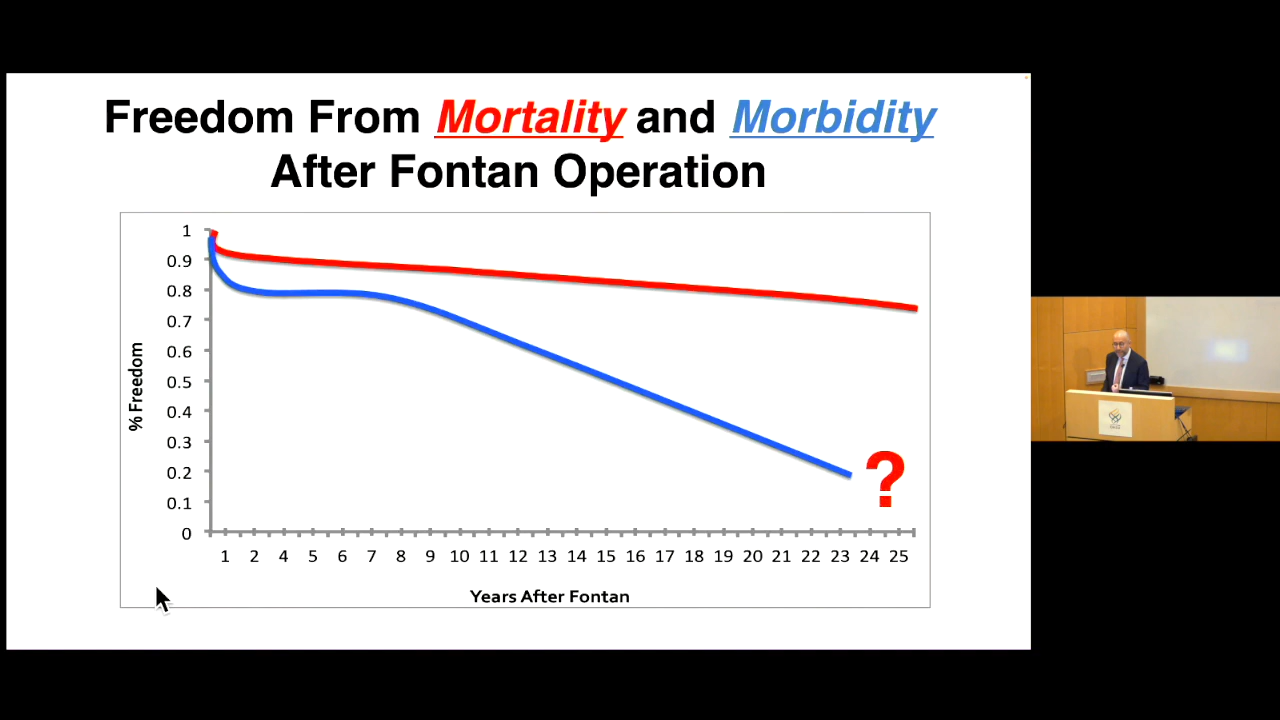 Freedom From Mortality and Morbidity
After Fontan Operation
1
0.9
0.8
0.7
0.6
0.5
0.4
0.3
0.2
0.1
0
% Freedom
?
1 2 4 5 6 7 8 9 10 11 12 13 14 15 16 17 18 19 20 21 22 23 24 25
Years After Fontan